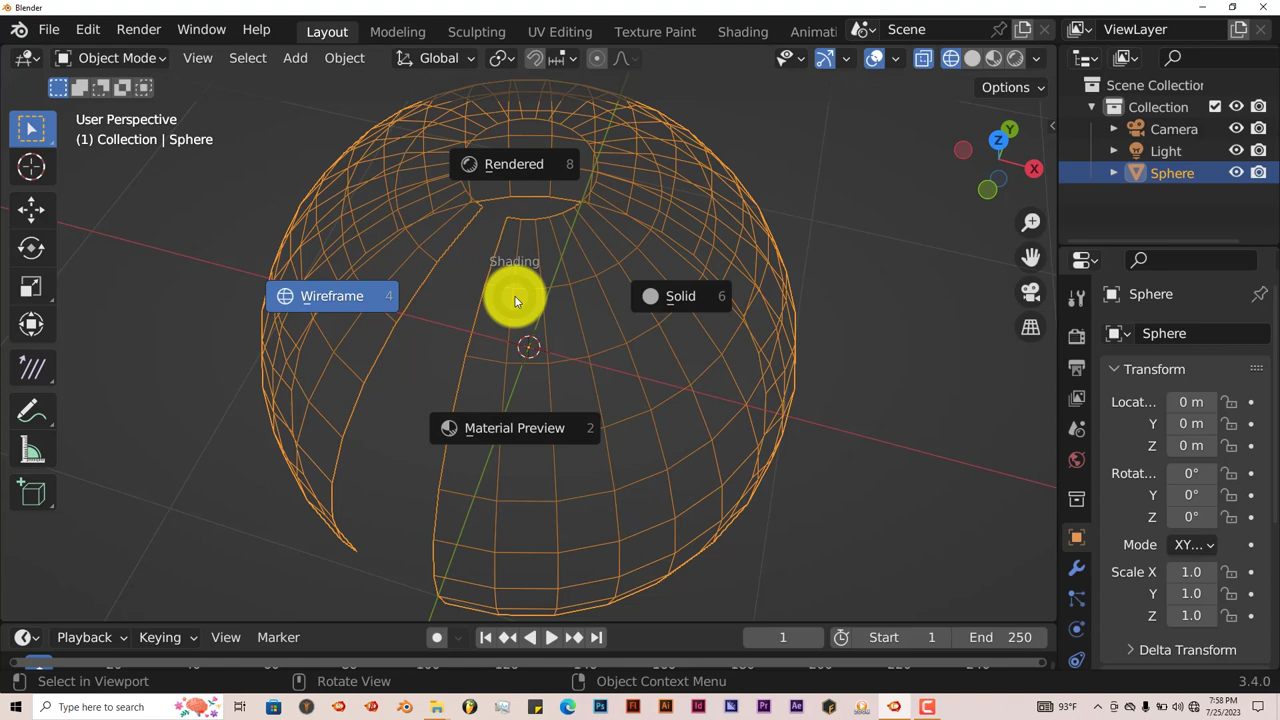 Blender
File Edit Render Window Help Layout Modeling Sculpting UV Editing Texture Paint Shading Animati Scene ViewLayer
Object Mode View Select Add Object Global
Options
User Perspective
(1) Collection | Sphere
Z Y X
Rendered 8
Shading
Wireframe 4
Solid 6
Material Preview 2
Scene Collection
Collection
Camera
Light
Sphere
Sphere
Sphere
Transform
Locat... X 0 m
Y 0 m
Z 0 m
Rotat... X 0°
Y 0°
Z 0°
Mode XY...
Scale X 1.0
Y 1.0
Z 1.0
Delta Transform
Playback Keying View Marker 1 Start 1 End 250
Select in Viewport Rotate View Object Context Menu 3.4.0
Type here to search
93°F
7:58 PM
7/25/2023